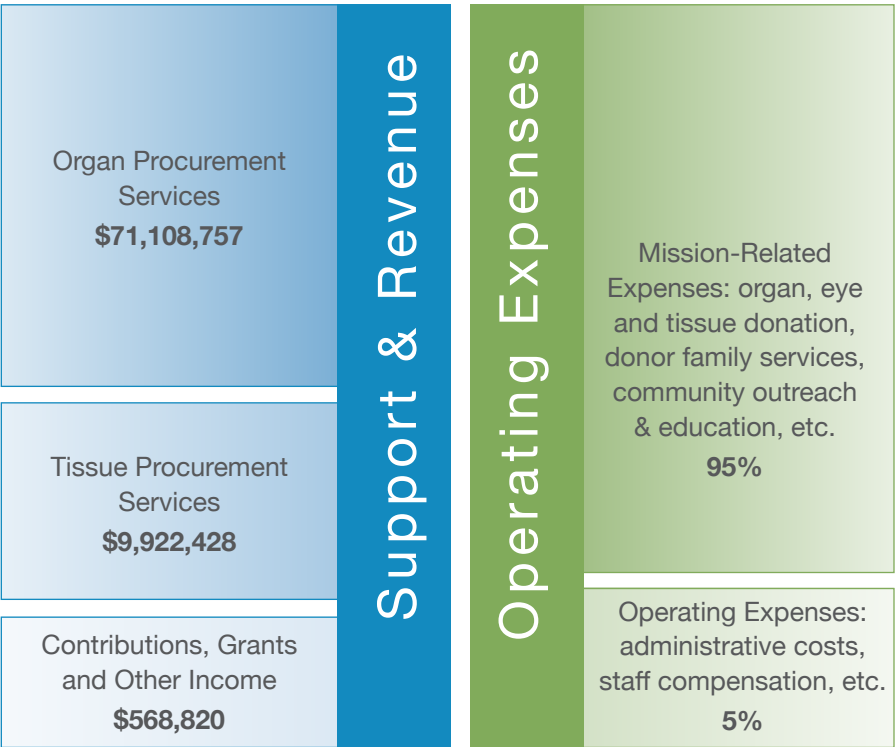 Organ Procurement
Services
$71,108,757
Tissue Procurement
Services
$9,922,428
Contributions, Grants
and Other Income
$568,820
Support & Revenue
Operating Expenses
Mission-Related
Expenses: organ, eye
and tissue donation,
donor family services,
community outreach
& education, etc.
95%
Operating Expenses:
administrative costs,
staff compensation, etc.
5%